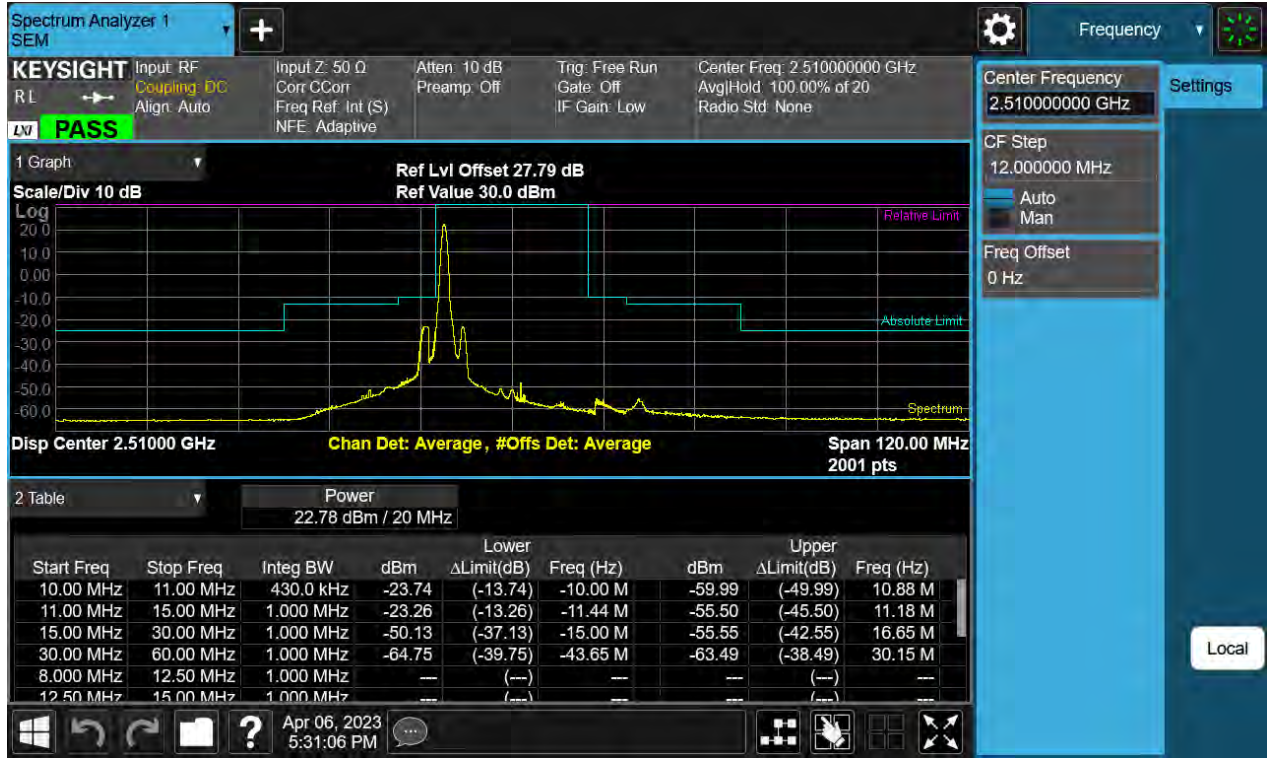 Spectrum Analyzer 1
SEM
Frequency
KEYSIGHT
RL
LXI
PASS
Input: RF
Coupling: DC
Align: Auto
Input Z: 50 Ω
Corr CCorr
Freq Ref: Int (S)
NFE: Adaptive
Atten: 10 dB
Preamp: Off
Trig: Free Run
Gate: Off
IF Gain: Low
Center Freq: 2.510000000 GHz
Avg|Hold: 100.00% of 20
Radio Std: None
1 Graph
Scale/Div 10 dB
Ref Lvl Offset 27.79 dB
Ref Value 30.0 dBm
Log
20.0
10.0
0.00
-10.0
-20.0
-30.0
-40.0
-50.0
-60.0
Relative Limit
Absolute Limit
Spectrum
Disp Center 2.51000 GHz
Chan Det: Average , #Offs Det: Average
Span 120.00 MHz
2001 pts
2 Table
Power
22.78 dBm / 20 MHz
Lower Upper
Start Freq Stop Freq Integ BW dBm ΔLimit(dB) Freq (Hz) dBm ΔLimit(dB) Freq (Hz)
10.00 MHz 11.00 MHz 430.0 kHz -23.74 (-13.74) -10.00 M -59.99 (-49.99) 10.88 M
11.00 MHz 15.00 MHz 1.000 MHz -23.26 (-13.26) -11.44 M -55.50 (-45.50) 11.18 M
15.00 MHz 30.00 MHz 1.000 MHz -50.13 (-37.13) -15.00 M -55.55 (-42.55) 16.65 M
30.00 MHz 60.00 MHz 1.000 MHz -64.75 (-39.75) -43.65 M -63.49 (-38.49) 30.15 M
8.000 MHz 12.50 MHz 1.000 MHz --- (---) --- --- (---) ---
12.50 MHz 15.00 MHz 1.000 MHz --- (---) --- --- (---) ---
Apr 06, 2023
5:31:06 PM
Center Frequency
2.510000000 GHz
CF Step
12.000000 MHz
Auto
Man
Freq Offset
0 Hz
Settings
Local